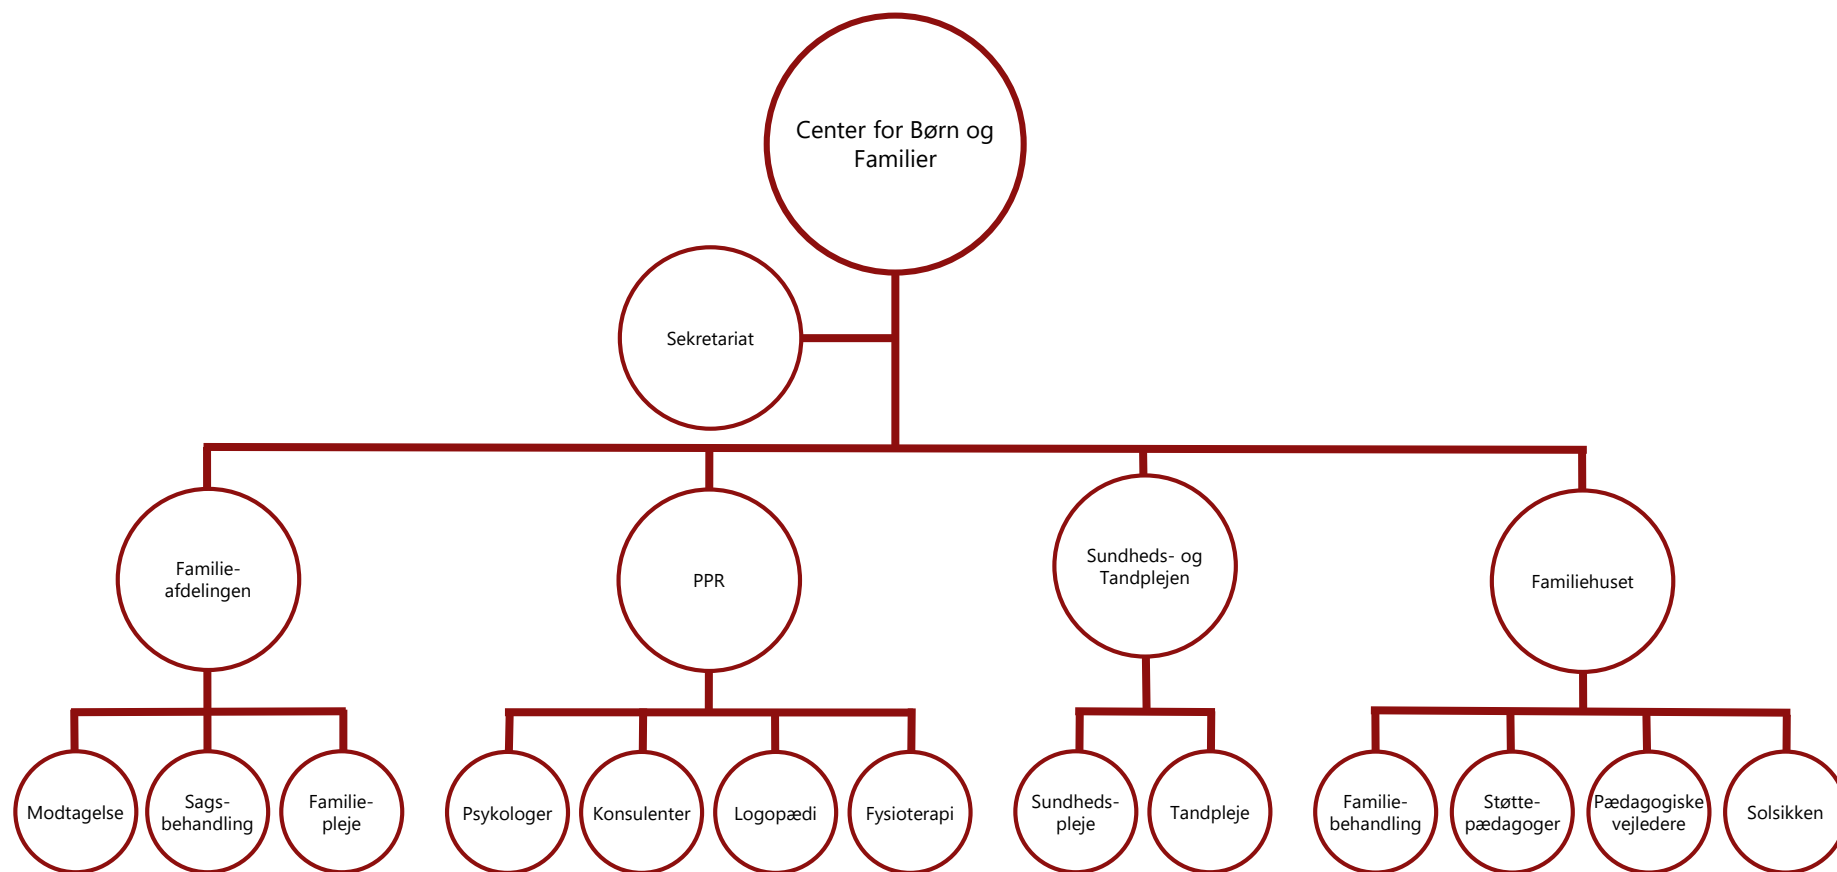 Center for Børn og
Familier
Sekretariat
Familie-
afdelingen
PPR
Sundheds- og
Tandplejen
Familiehuset
Modtagelse
Sags-
behandling
Familie-
pleje
Psykologer
Konsulenter
Logopædi
Fysioterapi
Sundheds-
pleje
Tandpleje
Familie-
behandling
Støtte-
pædagoger
Pædagogiske
vejledere
Solsikken